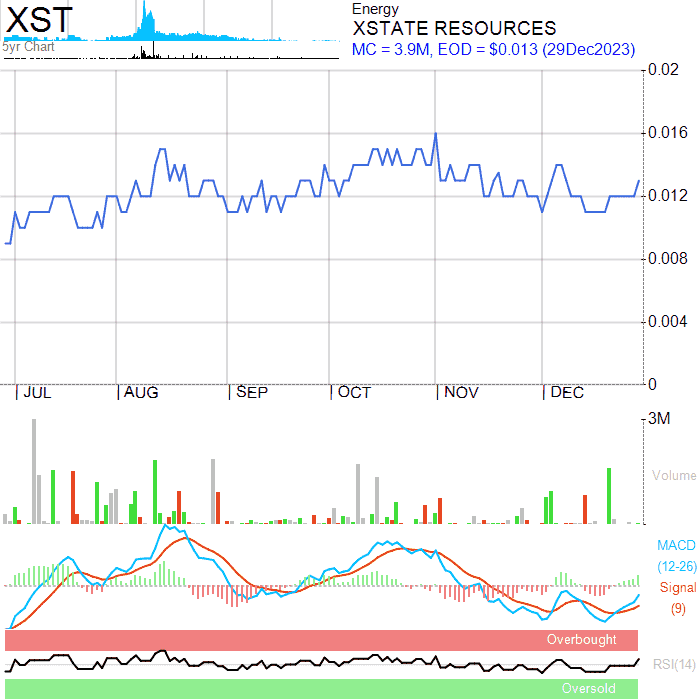 XST
5yr Chart
Energy
XSTATE RESOURCES
MC = 3.9M, EOD = $0.013 (29Dec2023)
0.02
0.016
0.012
0.008
0.004
0
JUL AUG SEP OCT NOV DEC
3M
Volume
MACD
(12-26)
Signal
(9)
Overbought
RSI(14)
Oversold